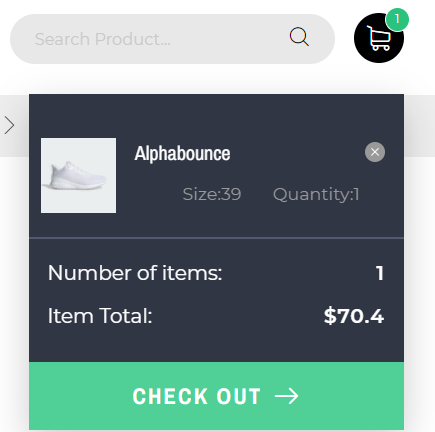 Search Product...
1
Alphabounce
Size:39 Quantity:1
Number of items: 1
Item Total: $70.4
CHECK OUT